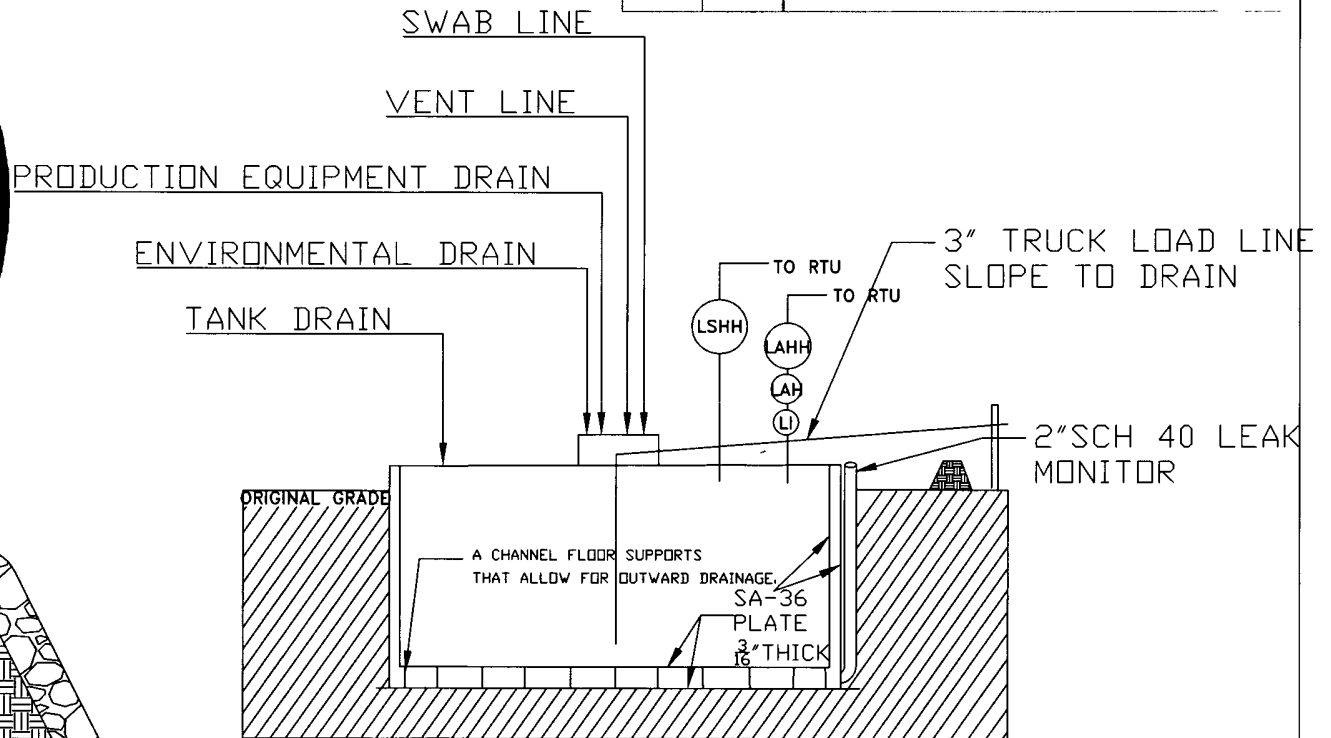 SWAB LINE
VENT LINE
PRODUCTION EQUIPMENT DRAIN
ENVIRONMENTAL DRAIN
TANK DRAIN
TO RTU
TO RTU
3" TRUCK LOAD LINE
SLOPE TO DRAIN
LSHH
LAHH
LAH
LI
2"SCH 40 LEAK
MONITOR
ORIGINAL GRADE
A CHANNEL FLOOR SUPPORTS
THAT ALLOW FOR OUTWARD DRAINAGE.
SA-36
PLATE
3/16"THICK